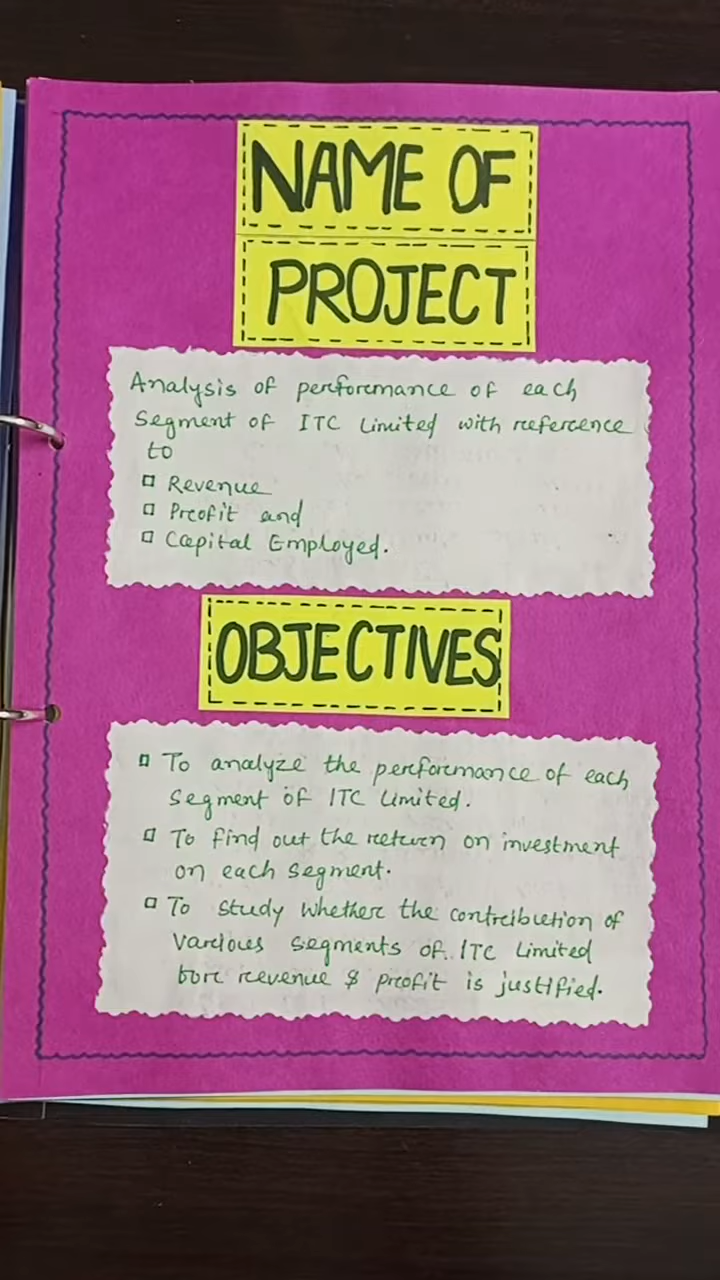 NAME OF
PROJECT
Analysis of performance of each
Segment of ITC Limited with reference
to
Revenue
Profit and
Capital Employed.
OBJECTIVES
To analyze the performance of each
Segment of ITC Limited.
To find out the return on investment
on each segment.
To study whether the contribution of
various segments of ITC Limited
for revenue & profit is justified.